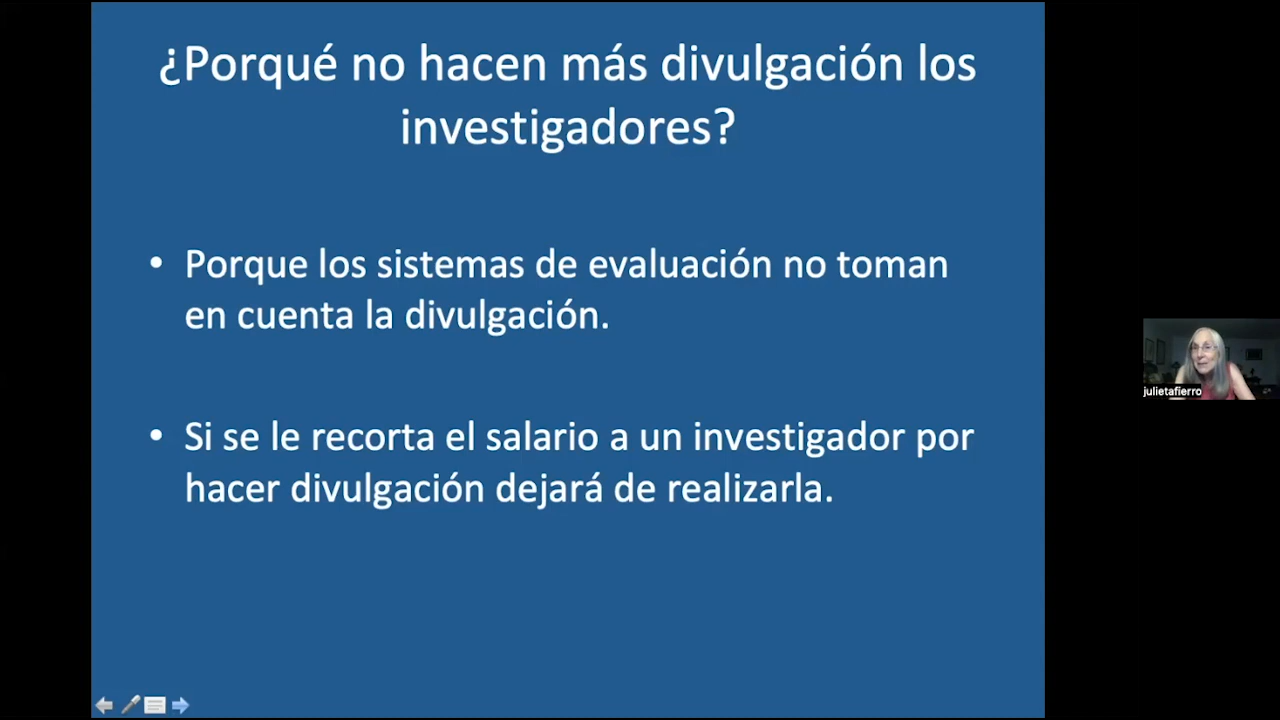 ¿Porqué no hacen más divulgación los
investigadores?
• Porque los sistemas de evaluación no toman
en cuenta la divulgación.
• Si se le recorta el salario a un investigador por
hacer divulgación dejará de realizarla.
julietafierro